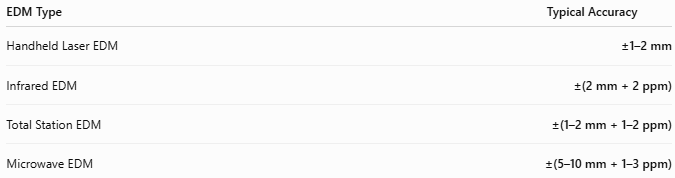 EDM Type Typical Accuracy
Handheld Laser EDM ±1–2 mm
Infrared EDM ±(2 mm + 2 ppm)
Total Station EDM ±(1–2 mm + 1–2 ppm)
Microwave EDM ±(5–10 mm + 1–3 ppm)